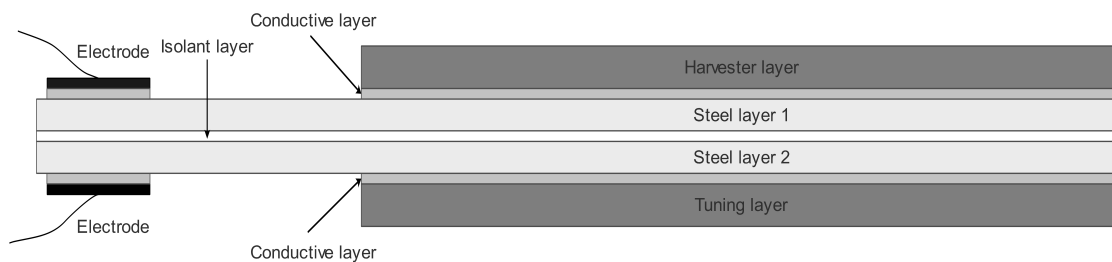 Conductive layer
Electrode
Isolant layer
Harvester layer
Steel layer 1
Steel layer 2
Tuning layer
Electrode
Conductive layer